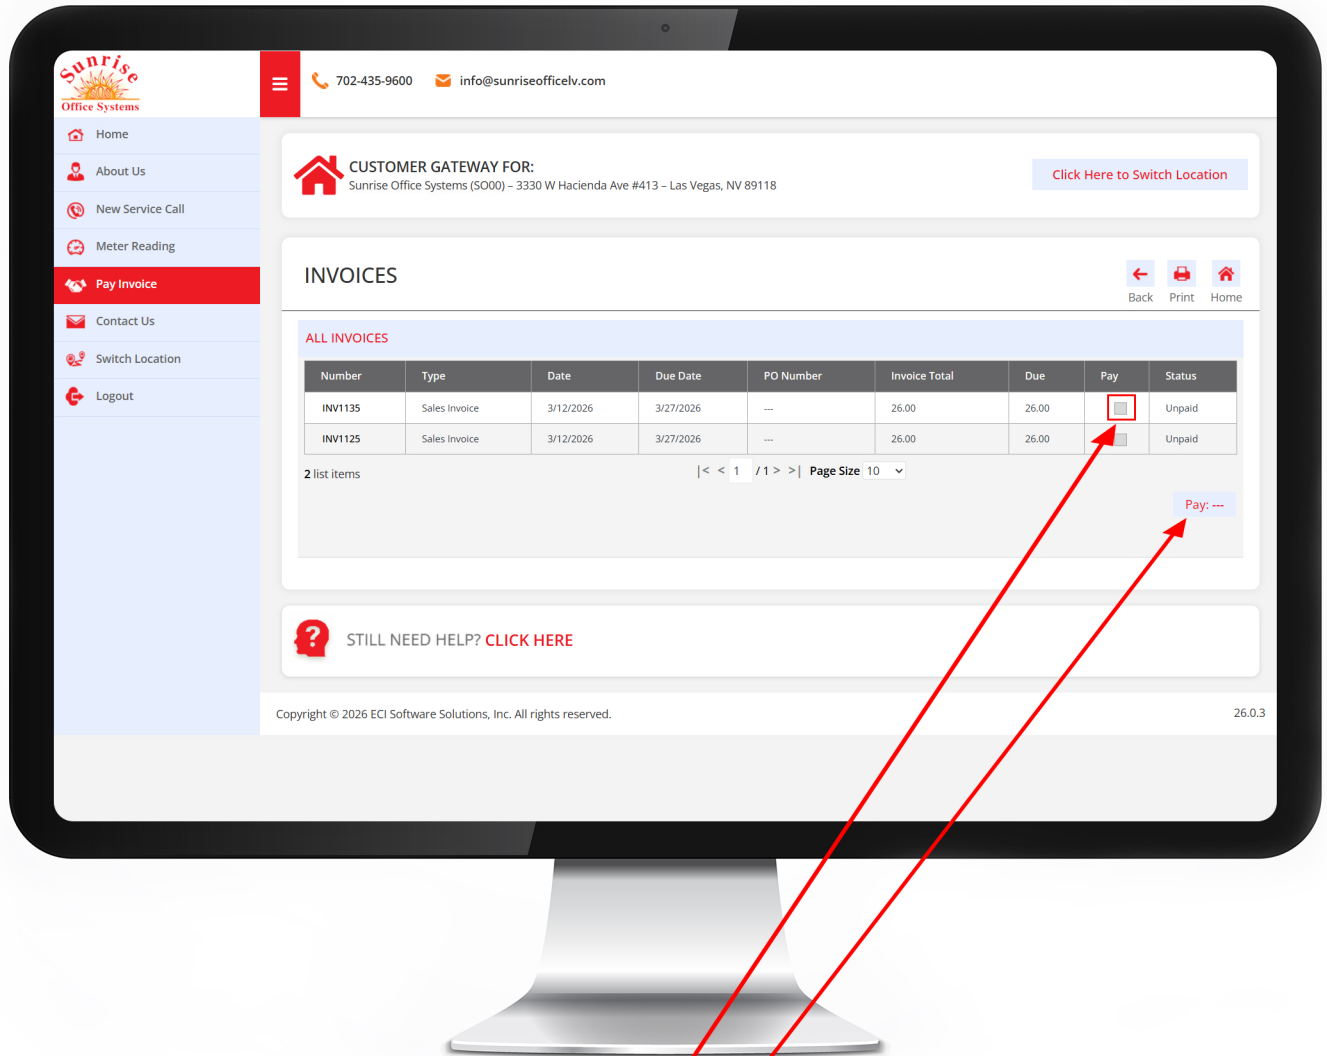 Sunrise
Office Systems
702-435-9600 info@sunriseofficelv.com
Home
About Us
New Service Call
Meter Reading
Pay Invoice
Contact Us
Switch Location
Logout
CUSTOMER GATEWAY FOR:
Sunrise Office Systems (SO00) – 3330 W Hacienda Ave #413 – Las Vegas, NV 89118
Click Here to Switch Location
INVOICES
Back Print Home
ALL INVOICES
Number Type Date Due Date PO Number Invoice Total Due Pay Status
INV1135 Sales Invoice 3/12/2026 3/27/2026 --- 26.00 26.00 Unpaid
INV1125 Sales Invoice 3/12/2026 3/27/2026 --- 26.00 26.00 Unpaid
2 list items |< < 1 / 1 > >| Page Size 10
Pay: ---
STILL NEED HELP? CLICK HERE
Copyright © 2026 ECI Software Solutions, Inc. All rights reserved. 26.0.3